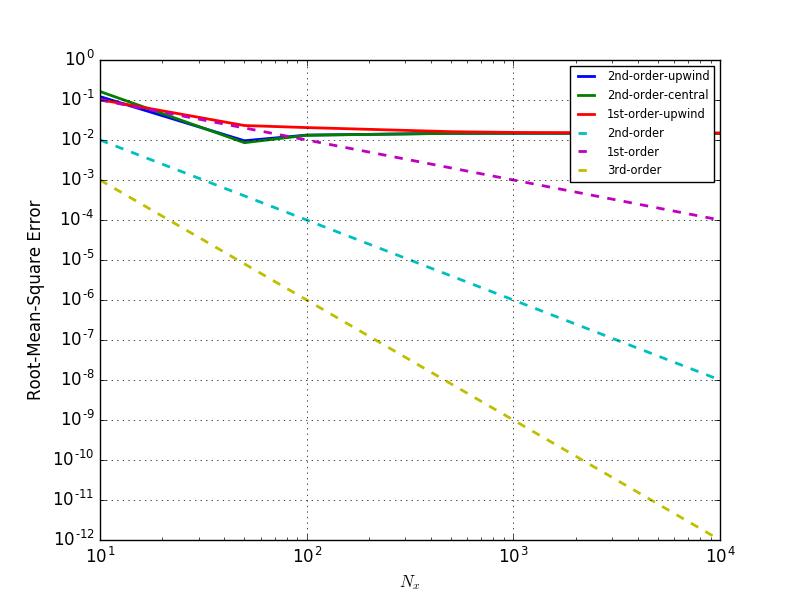 10^0
10^-1
10^-2
10^-3
10^-4
10^-5
10^-6
10^-7
10^-8
10^-9
10^-10
10^-11
10^-12
Root-Mean-Square Error
2nd-order-upwind
2nd-order-central
1st-order-upwind
2nd-order
1st-order
3rd-order
10^1 10^2 10^3 10^4
N_x